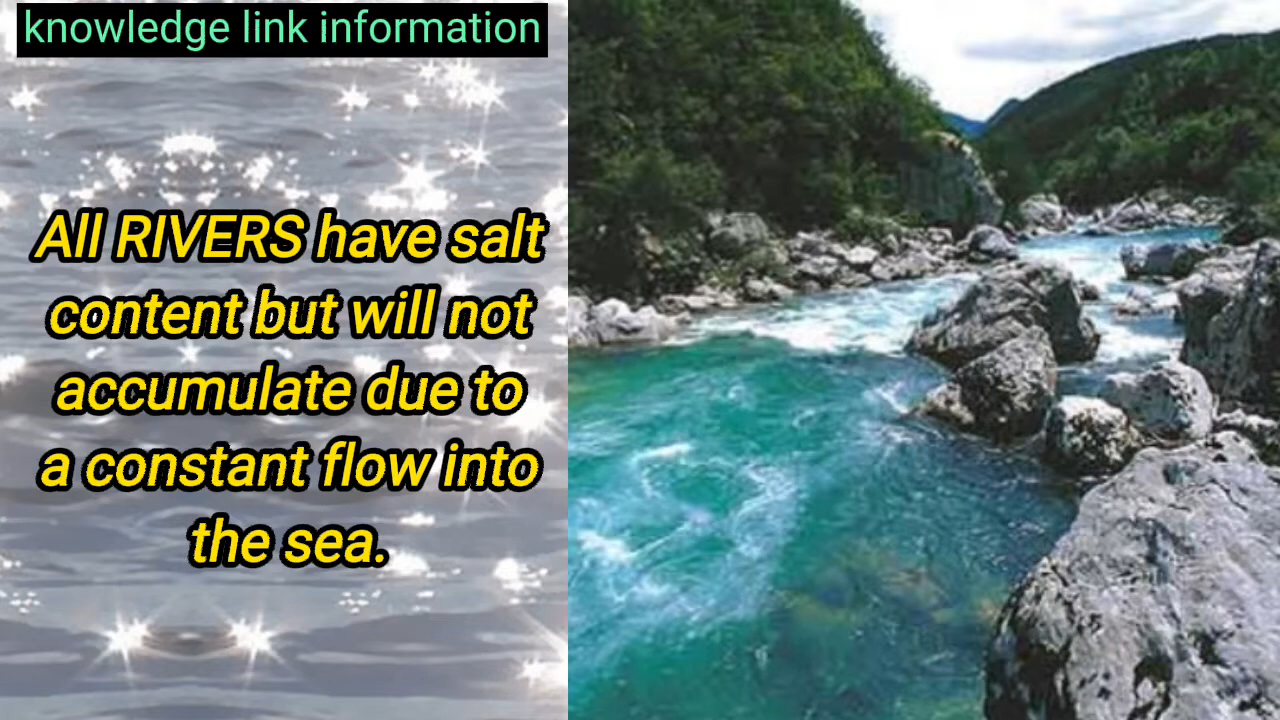 knowledge link information
All RIVERS have salt
content but will not
accumulate due to
a constant flow into
the sea.